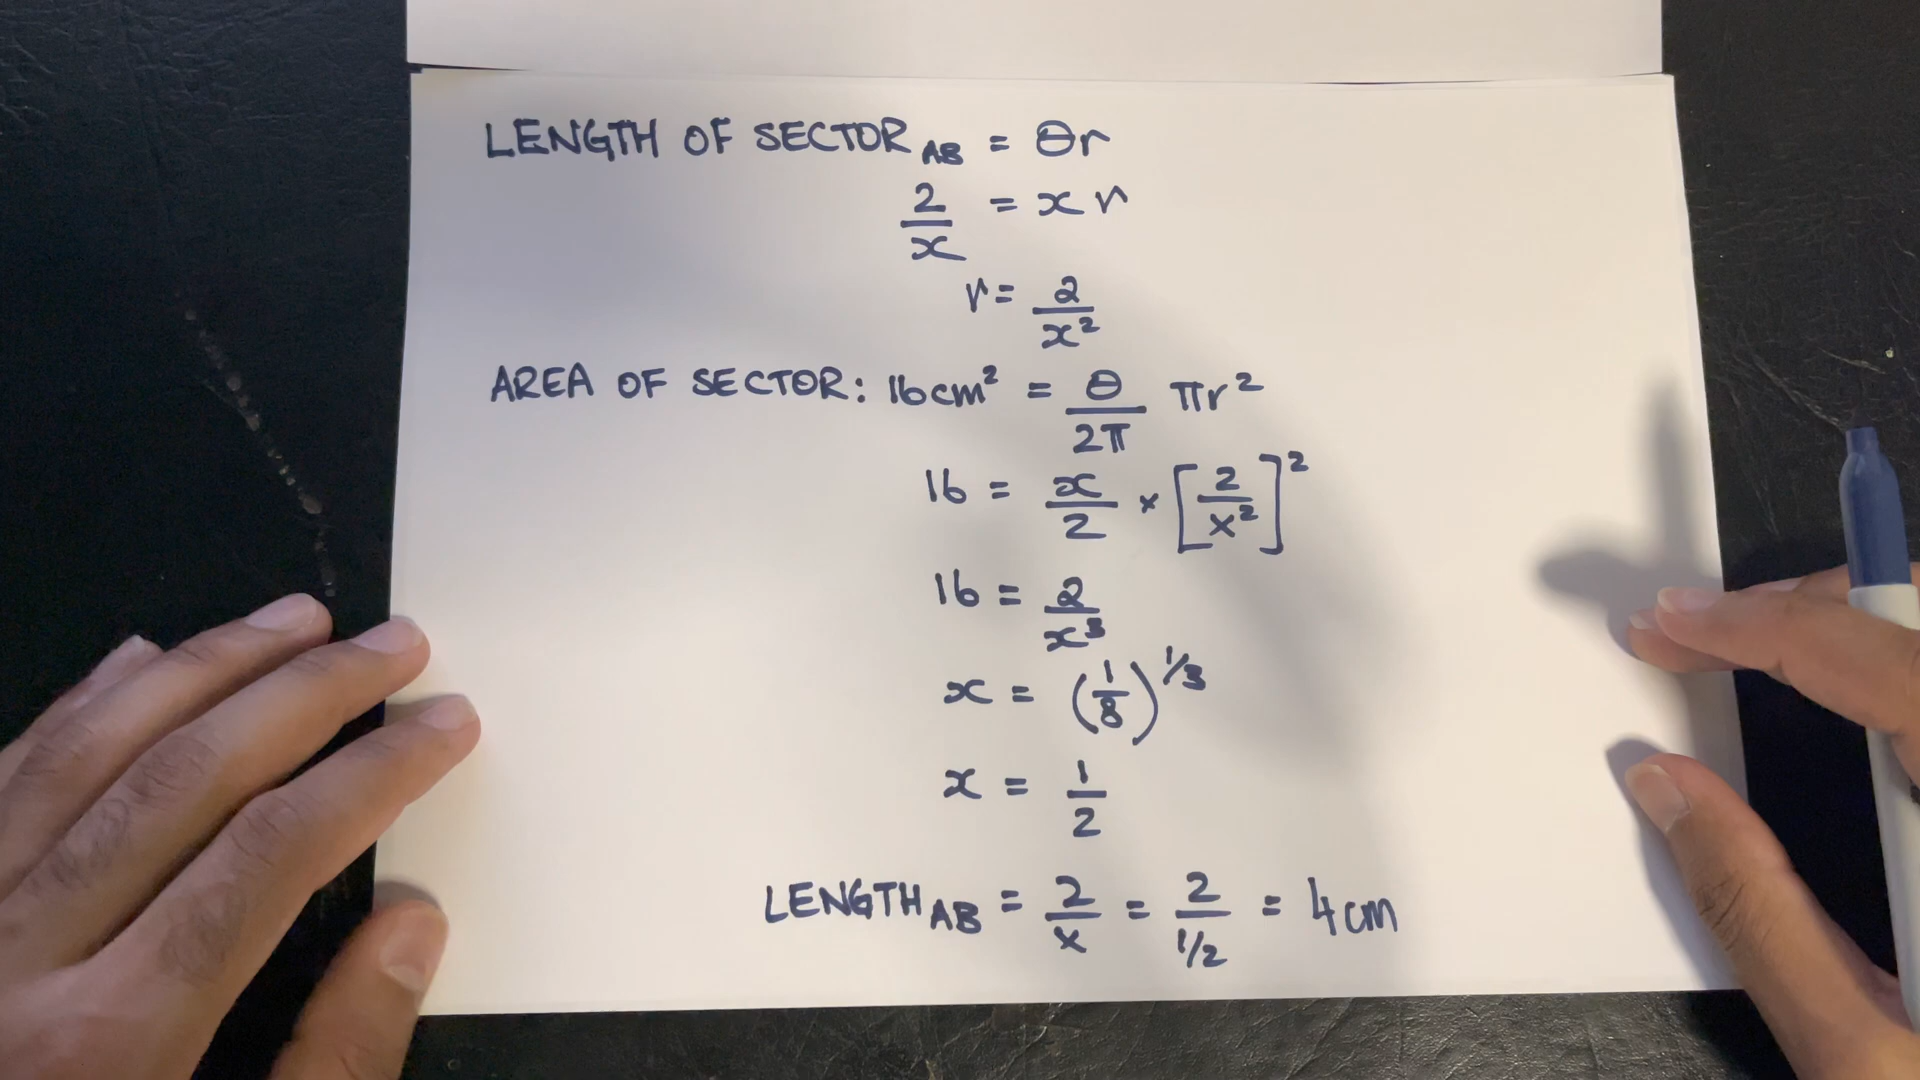 LENGTH OF SECTOR AB = θr
2/x = x r
r = 2/x²
AREA OF SECTOR: 16cm² = θ/2π πr²
16 = x/2 × [2/x²]²
16 = 2/x³
x = (1/8)^1/3
x = 1/2
LENGTH AB = 2/x = 2/1/2 = 4cm